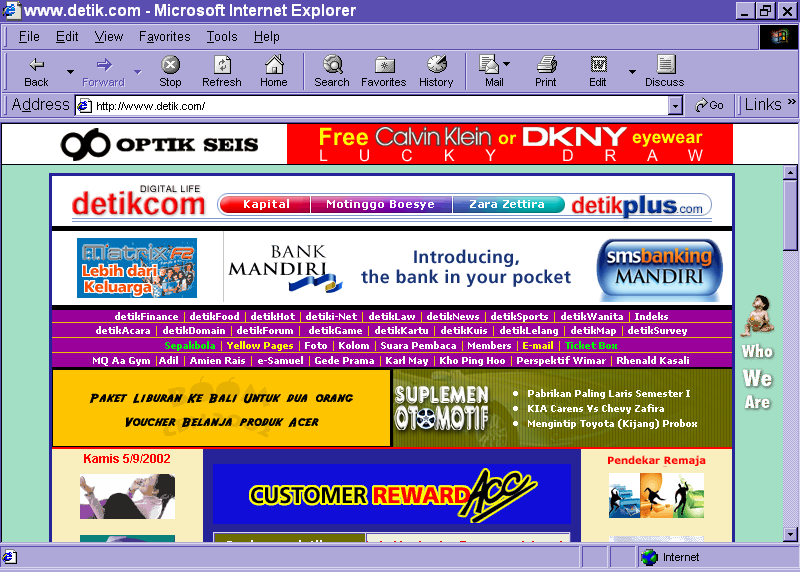 www.detik.com - Microsoft Internet Explorer
File Edit View Favorites Tools Help
Back Forward Stop Refresh Home Search Favorites History Mail Print Edit Discuss
Address http://www.detik.com/ Go Links »
OPTIK SEIS
Free Calvin Klein or DKNY eyewear
LUCKY DRAW
DIGITAL LIFE
detikcom Kapital Motinggo Boesye Zara Zettira detikplus.com
Matrix
Lebih dari
Keluarga
BANK
MANDIRI
Introducing,
the bank in your pocket
smsbanking
MANDIRI
detikFinance | detikFood | detikHot | detiki-Net | detikLaw | detikNews | detikSports | detikWanita | Indeks
detikAcara | detikDomain | detikForum | detikGame | detikKartu | detikKuis | detikLelang | detikMap | detikSurvey
Sepakbola | Yellow Pages | Foto | Kolom | Suara Pembaca | Members | E-mail | Ticket Box
MQ Aa Gym | Adil | Amien Rais | e-Samuel | Gede Prama | Karl May | Kho Ping Hoo | Perspektif Wimar | Rhenald Kasali
Paket Liburan Ke Bali Untuk dua orang
Voucher Belanja produk Acer
SUPLEMEN
OTOMOTIF
• Pabrikan Paling Laris Semester I
• KIA Carens Vs Chevy Zafira
• Mengintip Toyota (Kijang) Probox
Who
We
Are
Kamis 5/9/2002
CUSTOMER REWARD Acc
Pendekar Remaja
Internet